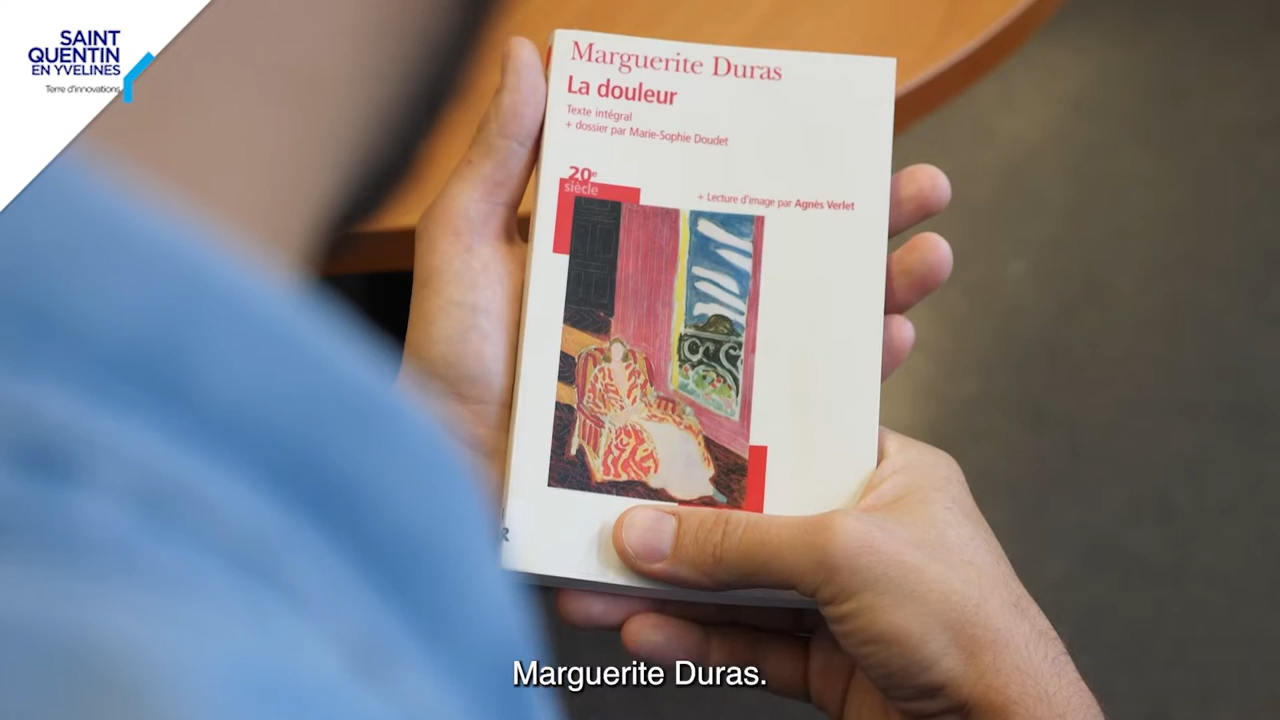 SAINT
QUENTIN
EN YVELINES
Terre d'innovations
Marguerite Duras
La douleur
Texte intégral
+ dossier par Marie-Sophie Doudet
20e
siècle
+ Lecture d'image par Agnès Verlet
R
Marguerite Duras.